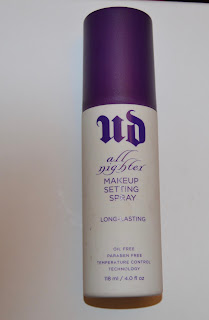 UD
all
nighter
MAKEUP
SETTING
SPRAY
LONG-LASTING
OIL FREE
PARABEN FREE
TEMPERATURE CONTROL
TECHNOLOGY
118 ml / 4.0 fl oz